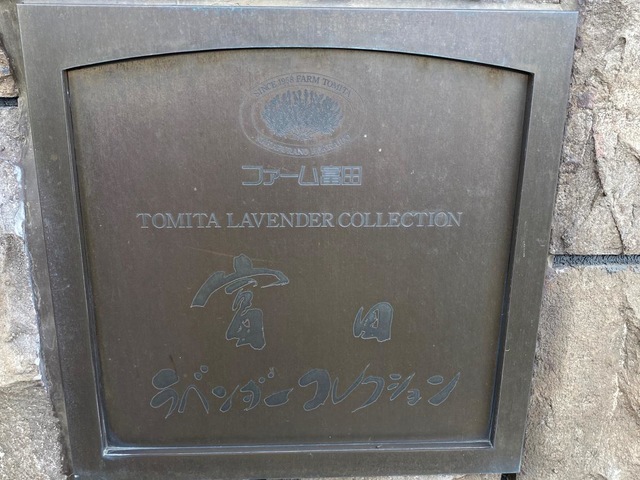 SINCE 1958 FARM TOMITA
ファーム富田
TOMITA LAVENDER COLLECTION
富田
ラベンダーコレクション